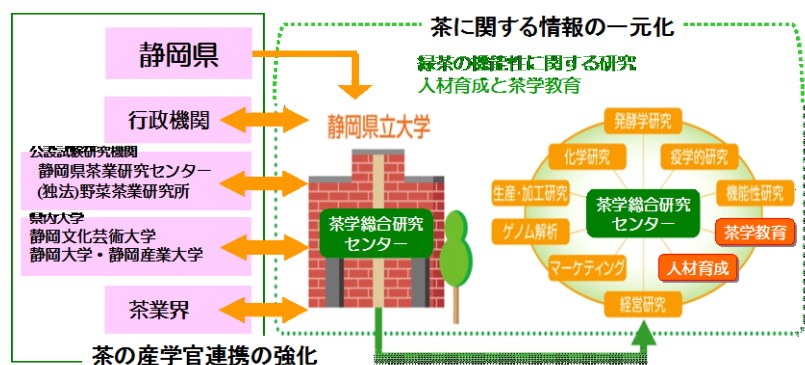 茶に関する情報の一元化
静岡県
緑茶の機能性に関する研究
人材育成と茶学教育
行政機関
静岡県立大学
公設試験研究機関
静岡県茶業研究センター
(独法)野菜茶業研究所
県内大学
静岡文化芸術大学
静岡大学・静岡産業大学
茶業界
茶学総合研究
センター
発酵学研究
化学研究
疫学的研究
生産・加工研究
機能性研究
茶学総合研究
センター
ゲノム解析
茶学教育
マーケティング
人材育成
経営研究
茶の産学官連携の強化